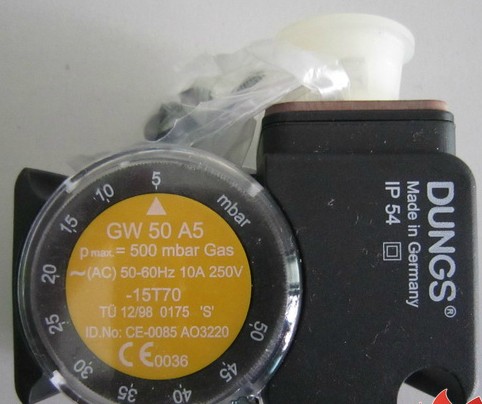 5
10
15
20
25
30
35
40
45
50
mbar
GW 50 A5
p max = 500 mbar Gas
~(AC) 50-60Hz 10A 250V
-15T70
TÜ 12/98 0175 'S'
ID.No: CE-0085 AO3220
CE 0036
DUNGS®
Made in Germany
IP 54